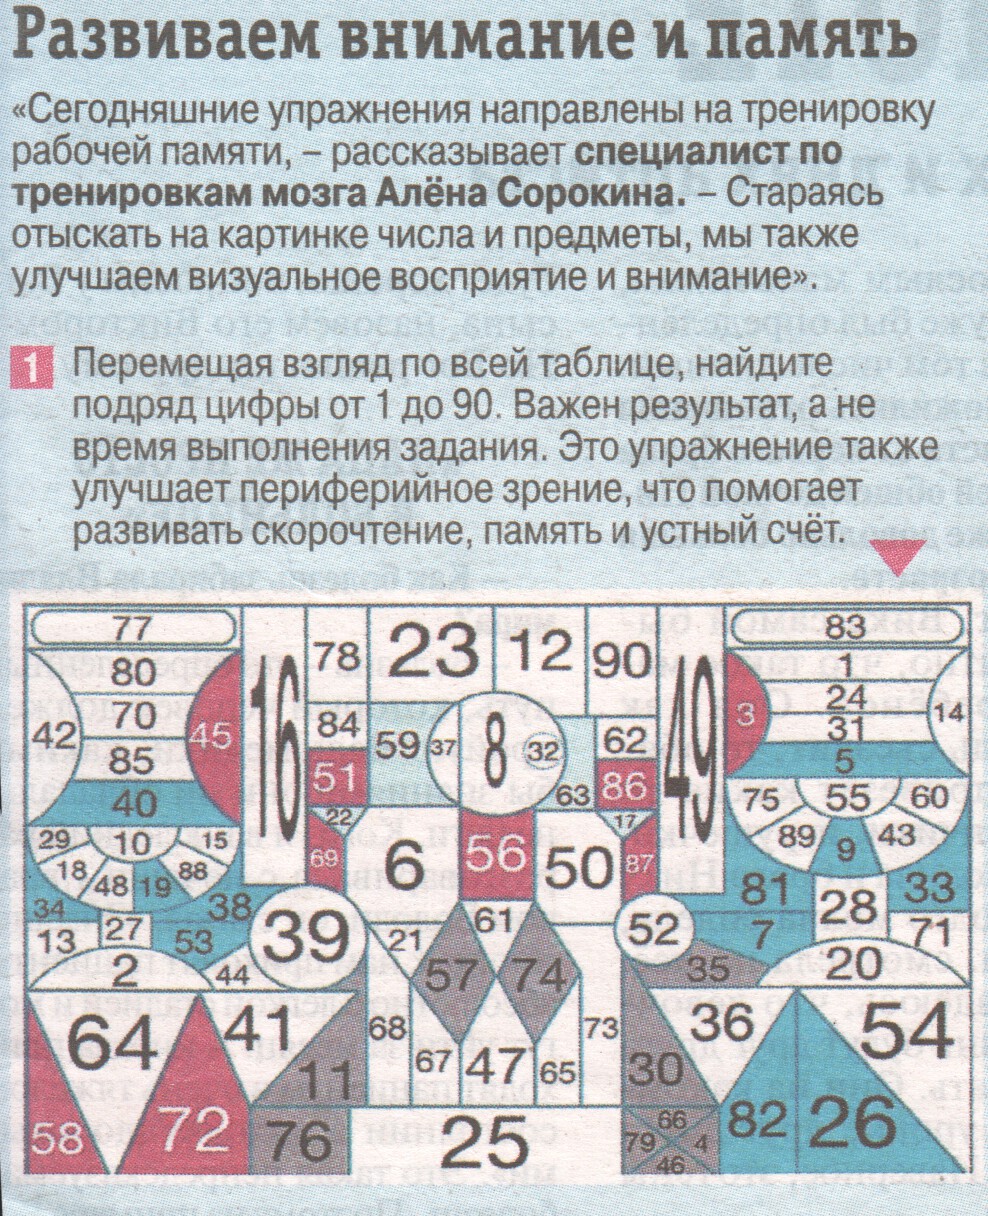 Развиваем внимание и память
«Сегодняшние упражнения направлены на тренировку
рабочей памяти, – рассказывает специалист по
тренировкам мозга Алёна Сорокина. – Стараясь
отыскать на картинке числа и предметы, мы также
улучшаем визуальное восприятие и внимание».
1 Перемещая взгляд по всей таблице, найдите
подряд цифры от 1 до 90. Важен результат, а не
время выполнения задания. Это упражнение также
улучшает периферийное зрение, что помогает
развивать скорочтение, память и устный счёт.
77 78 23 12 90 83
80 16 49 1
42 70 45 84 59 37 8 32 62 3 24 14
85 51 63 86 31
40 22 17 5
29 10 15 69 6 56 50 87 75 55 60
18 48 19 88 89 9 43
34 38 81 33
13 27 53 39 21 61 52 7 28 71
2 44 57 74 35 20
64 41 11 68 67 47 65 73 30 36 54
58 72 76 25 66 79 4 46 82 26